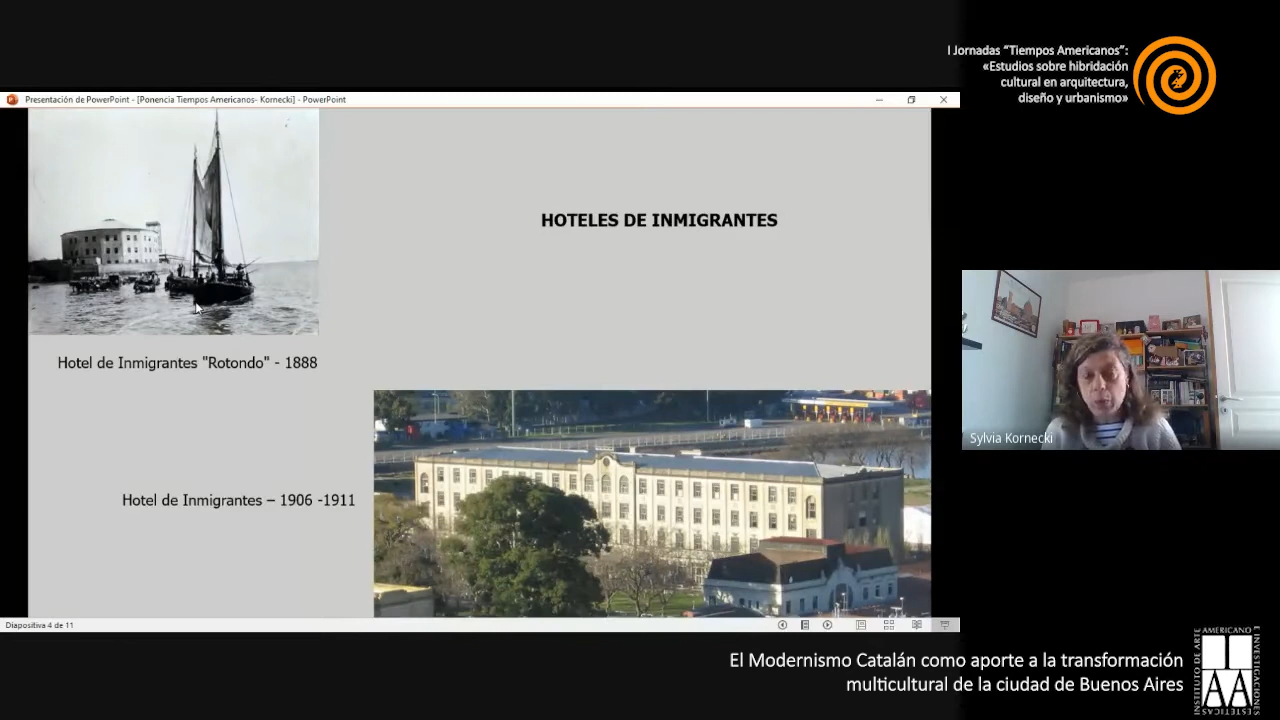 I Jornadas “Tiempos Americanos”:
«Estudios sobre hibridación
cultural en arquitectura,
diseño y urbanismo»
Presentación de PowerPoint - [Ponencia Tiempos Americanos- Kornecki] - PowerPoint
HOTELES DE INMIGRANTES
Hotel de Inmigrantes "Rotondo" - 1888
Hotel de Inmigrantes – 1906 -1911
Sylvia Kornecki
Diapositiva 4 de 11
El Modernismo Catalán como aporte a la transformación
multicultural de la ciudad de Buenos Aires
INSTITUTO DE ARTE
AMERICANO
E INVESTIGACIONES
ESTÉTICAS
IAA